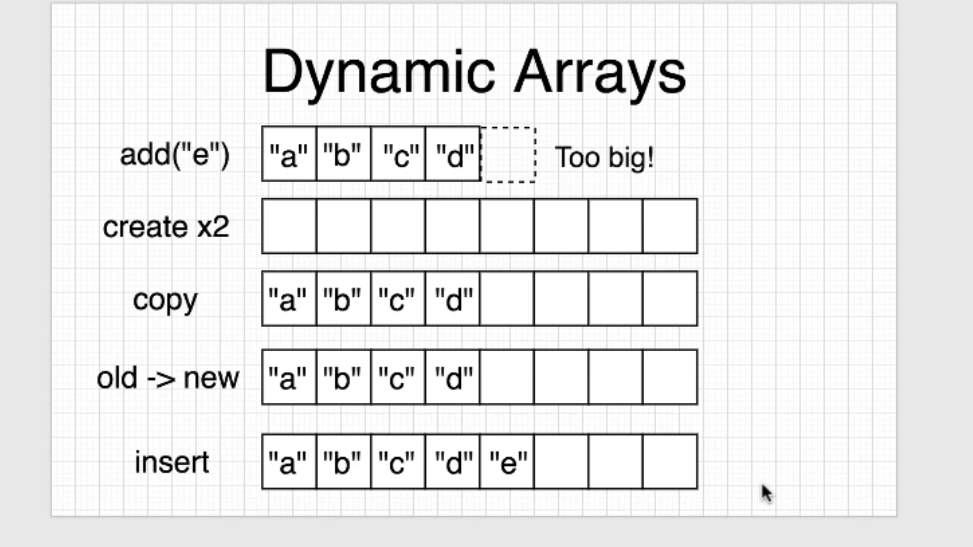 Dynamic Arrays
add("e") "a" "b" "c" "d" Too big!
create x2
copy "a" "b" "c" "d"
old -> new "a" "b" "c" "d"
insert "a" "b" "c" "d" "e"